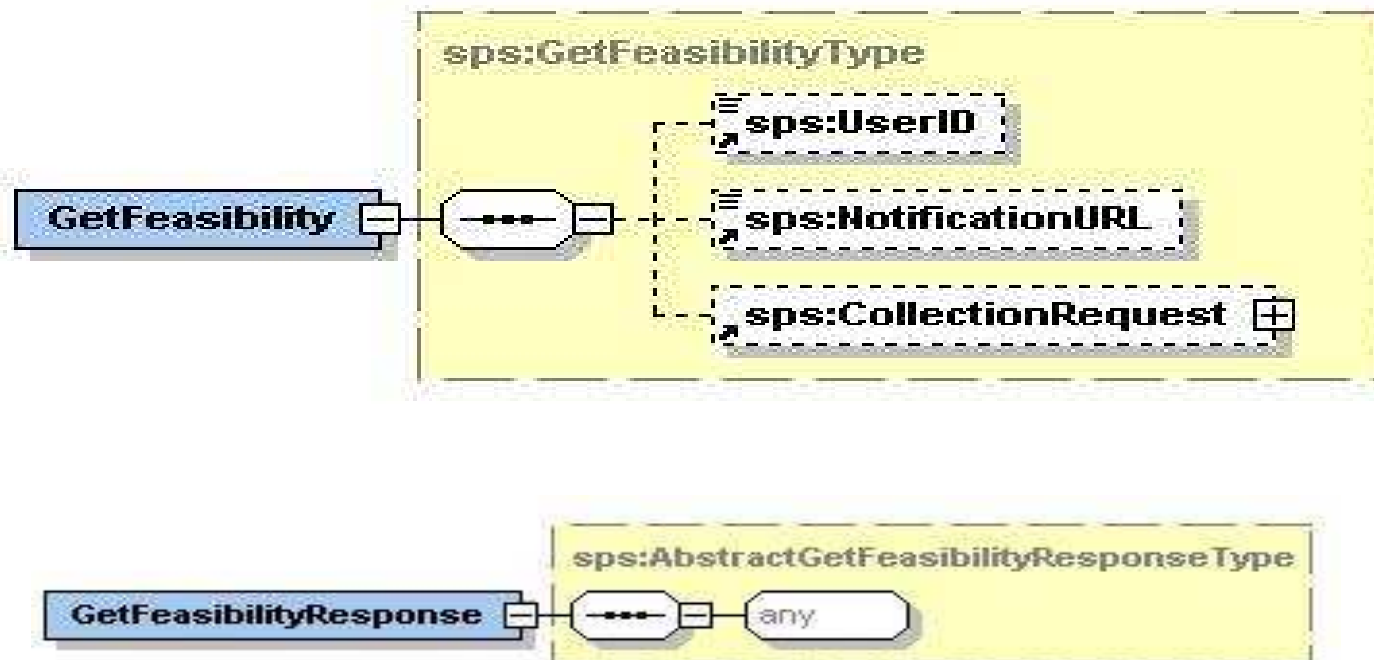 sps:GetFeasibilityType
sps:UserID
GetFeasibility
sps:NotificationURL
sps:CollectionRequest
sps:AbstractGetFeasibilityResponseType
GetFeasibilityResponse
any